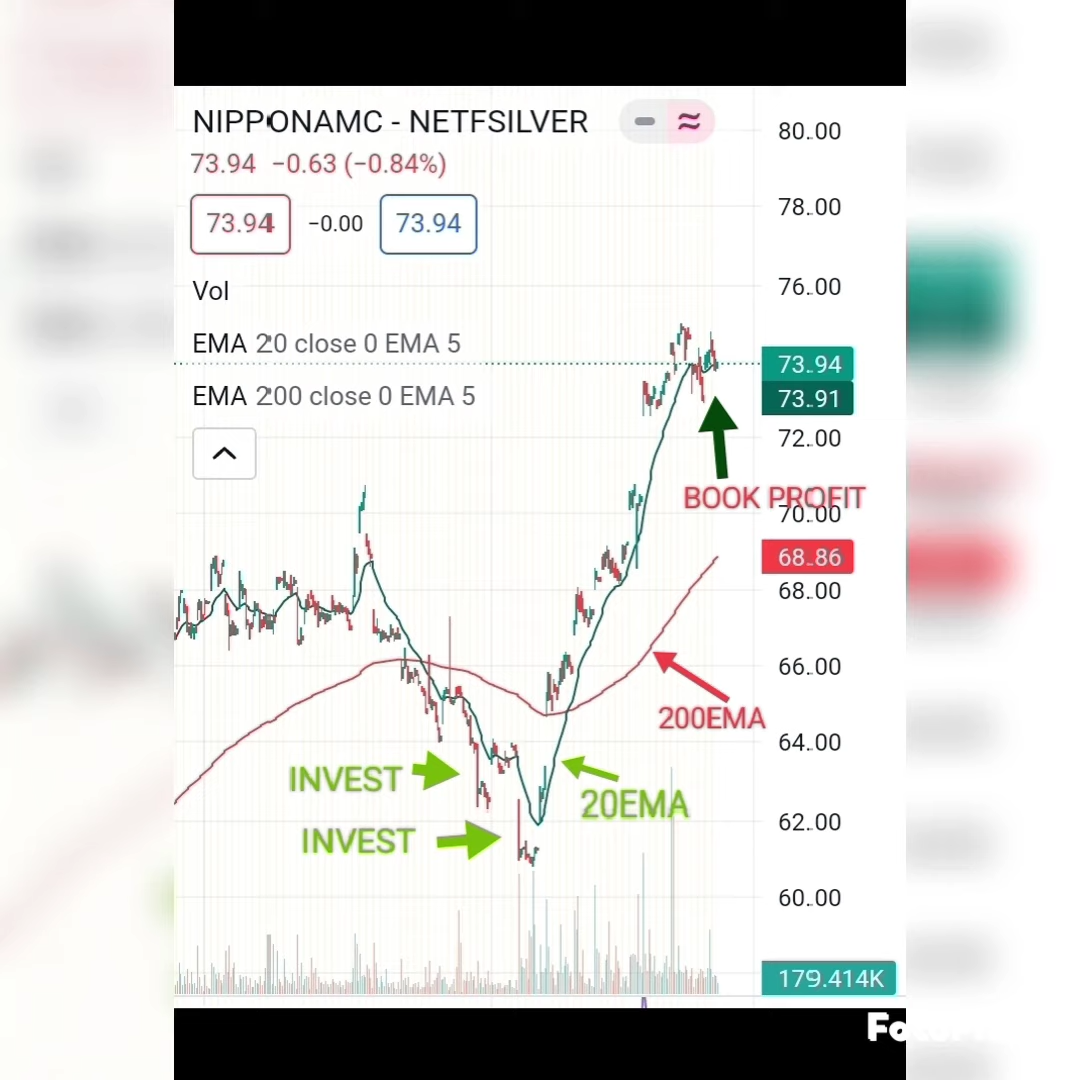 NIPPONAMC - NETFSILVER
80.00
73.94 −0.63 (−0.84%)
78.00
73.94 −0.00 73.94
76.00
Vol
EMA 20 close 0 EMA 5
73.94
EMA 200 close 0 EMA 5
73.91
72.00
BOOK PROFIT
70.00
68.86
68.00
66.00
200EMA
64.00
INVEST
20EMA
62.00
INVEST
60.00
179.414K